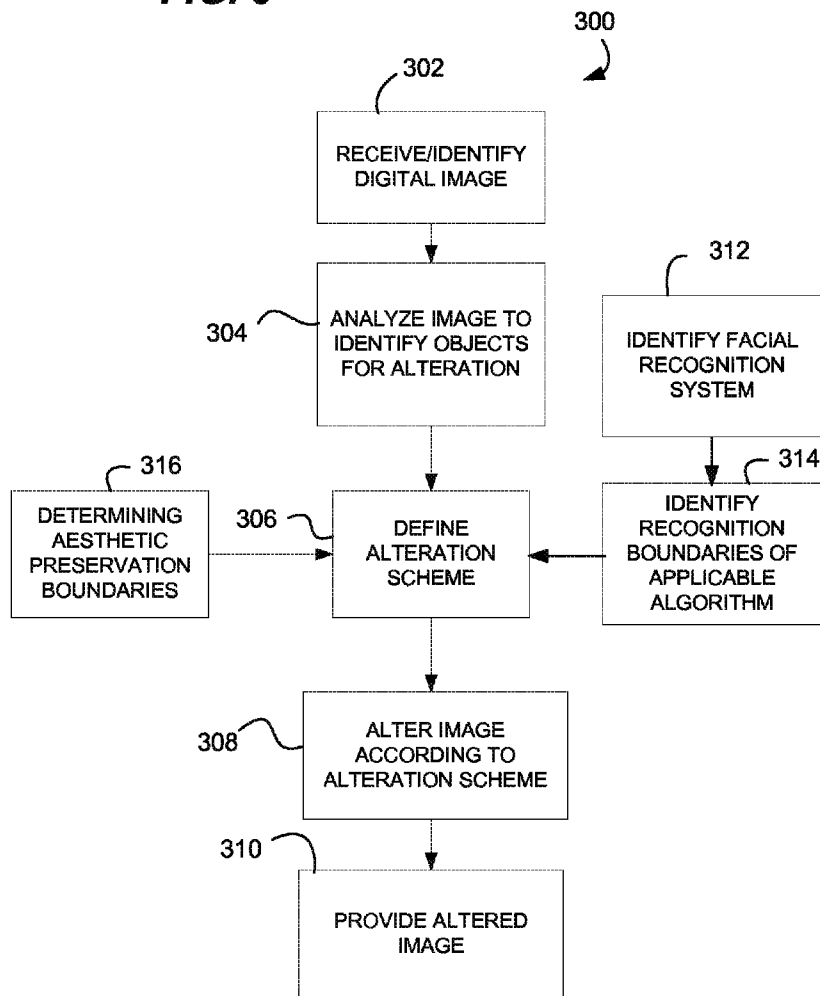 300
302
RECEIVE/IDENTIFY
DIGITAL IMAGE
304
ANALYZE IMAGE TO
IDENTIFY OBJECTS
FOR ALTERATION
312
IDENTIFY FACIAL
RECOGNITION
SYSTEM
316
DETERMINING
AESTHETIC
PRESERVATION
BOUNDARIES
306
DEFINE
ALTERATION
SCHEME
314
IDENTIFY
RECOGNITION
BOUNDARIES OF
APPLICABLE
ALGORITHM
308
ALTER IMAGE
ACCORDING TO
ALTERATION SCHEME
310
PROVIDE ALTERED
IMAGE